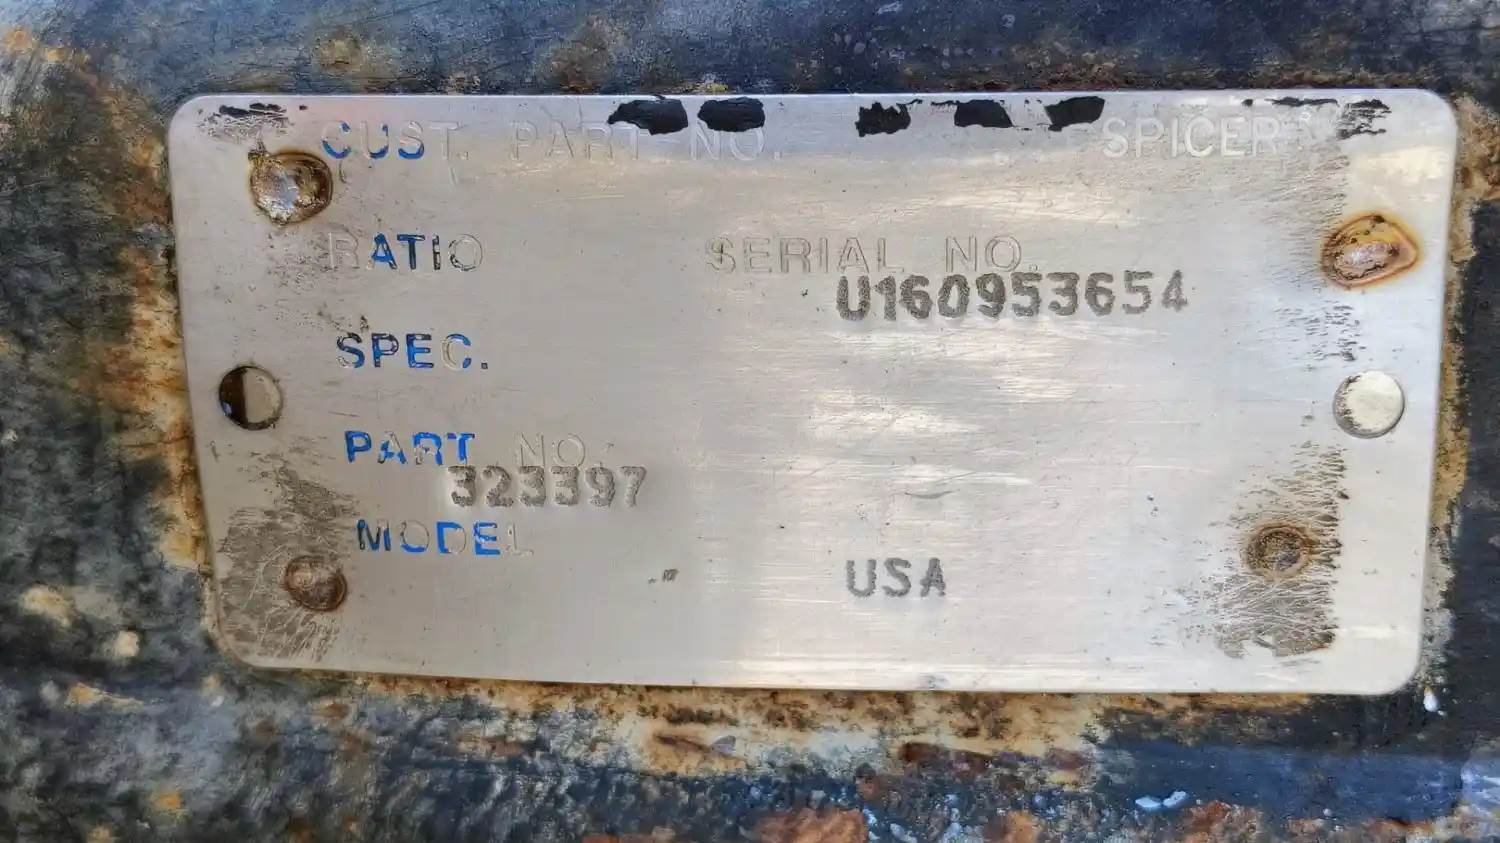 CUST. PART NO. SPICER®
RATIO SERIAL NO.
U160953654
SPEC.
PART NO.
323397
MODEL
USA